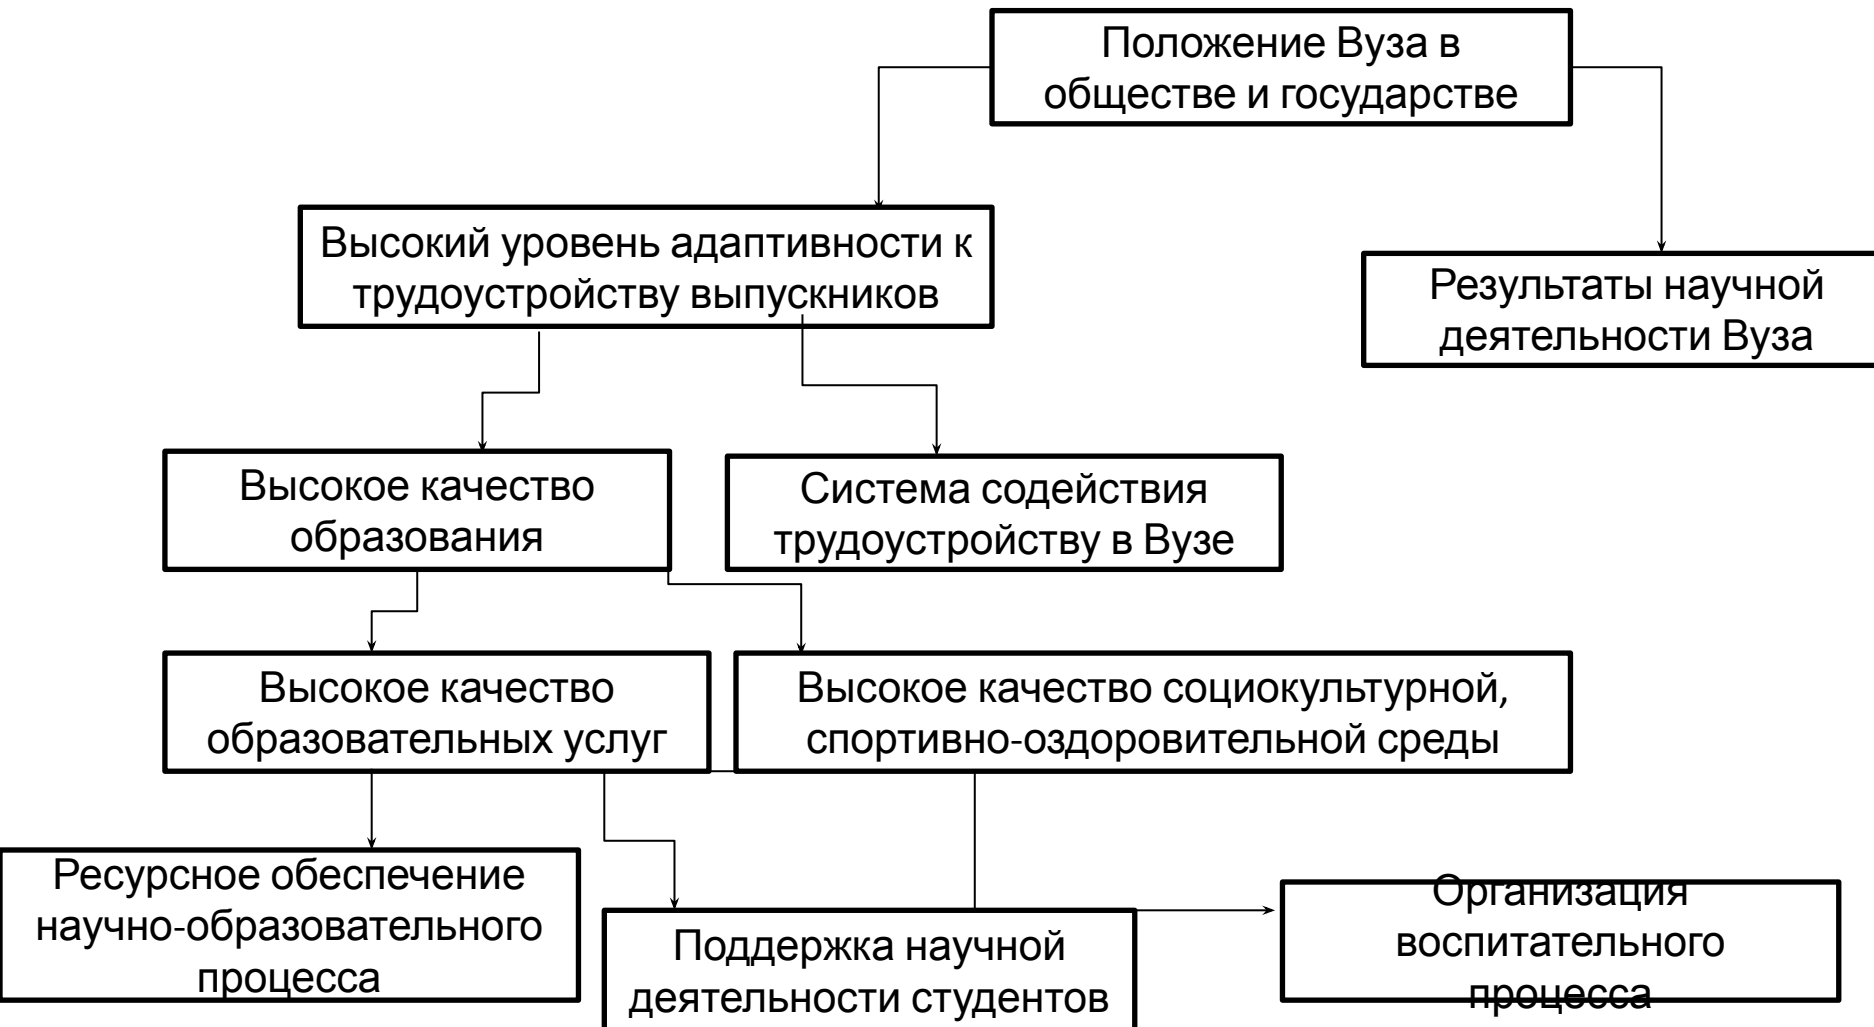 Положение Вуза в
обществе и государстве
Высокий уровень адаптивности к
трудоустройству выпускников
Результаты научной
деятельности Вуза
Высокое качество
образования
Система содействия
трудоустройству в Вузе
Высокое качество
образовательных услуг
Высокое качество социокультурной,
спортивно-оздоровительной среды
Ресурсное обеспечение
научно-образовательного
процесса
Поддержка научной
деятельности студентов
Организация
воспитательного
процесса